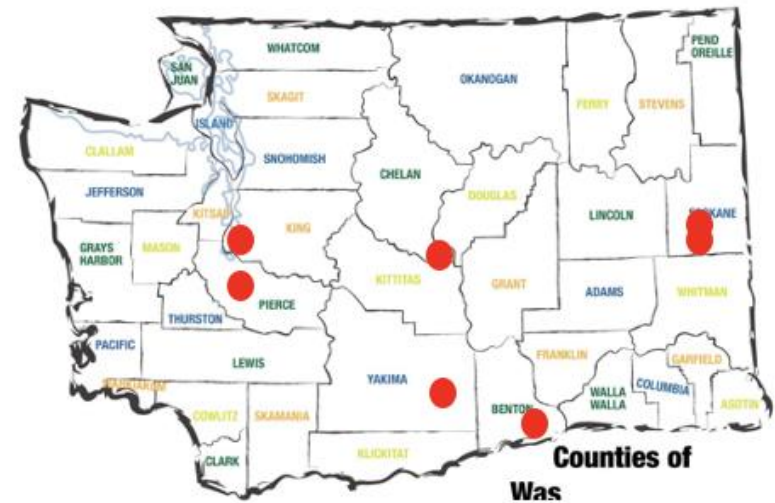 WHATCOM
PEND
OREILLE
SAN
JUAN
OKANOGAN
SKAGIT
FERRY
STEVENS
ISLAND
CLALLAM
SNOHOMISH
CHELAN
JEFFERSON
DOUGLAS
KITSAP
LINCOLN
KING
GRAYS
HARBOR
MASON
KITTITAS
GRANT
ADAMS
WHITMAN
PIERCE
THURSTON
PACIFIC
LEWIS
FRANKLIN
GARFIELD
YAKIMA
COLUMBIA
WALLA
WALLA
BENTON
ASOTIN
COWLITZ
SKAMANIA
KLICKITAT
CLARK
Counties of
Was